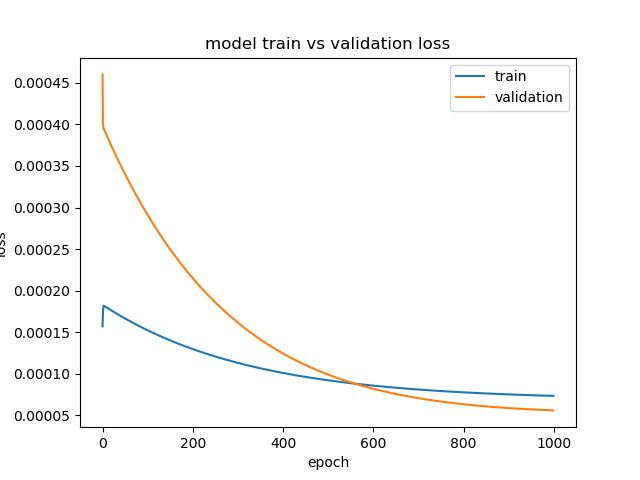 model train vs validation loss
train
validation
0.00045
0.00040
0.00035
0.00030
0.00025
0.00020
0.00015
0.00010
0.00005
loss
0 200 400 600 800 1000
epoch